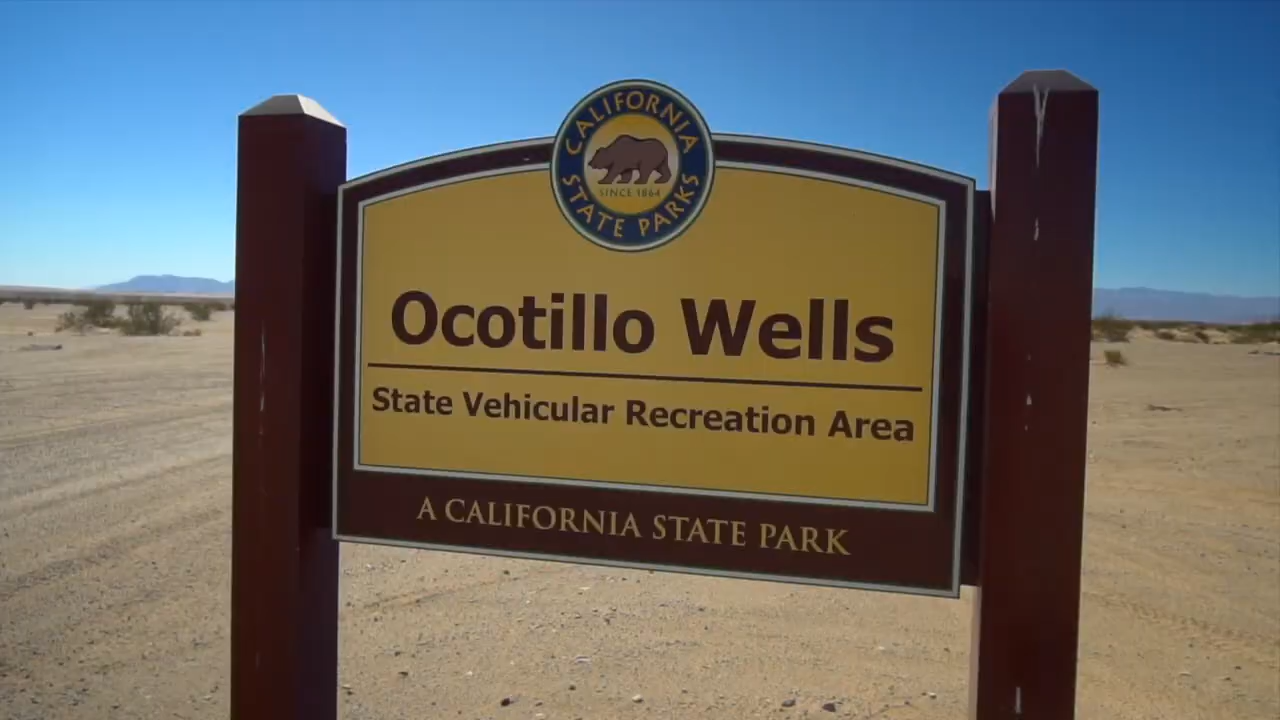 CALIFORNIA
SINCE 1864
STATE PARKS
Ocotillo Wells
State Vehicular Recreation Area
A CALIFORNIA STATE PARK